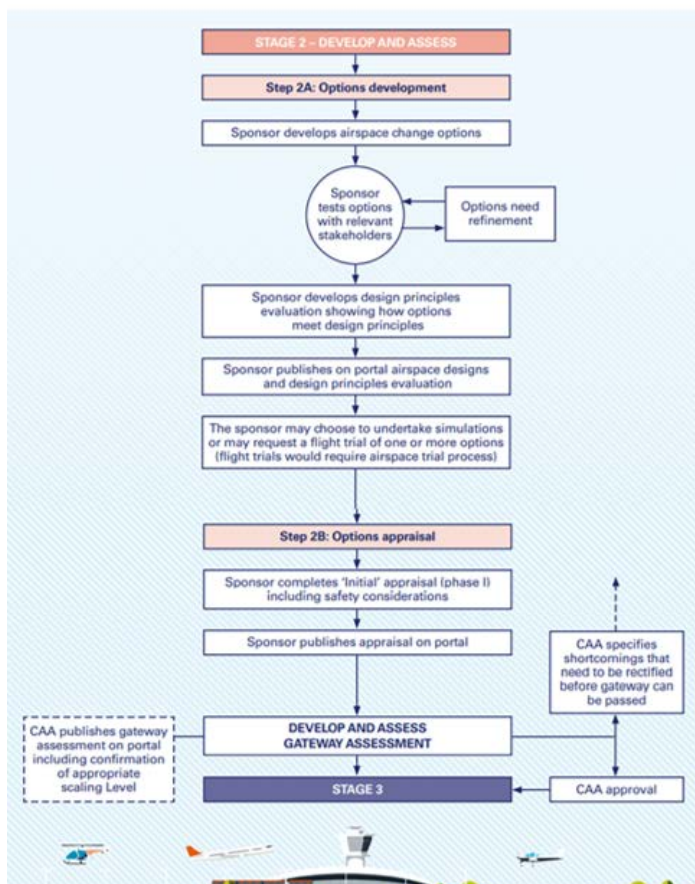 STAGE 2 – DEVELOP AND ASSESS
Step 2A: Options development
Sponsor develops airspace change options
Sponsor
tests options
with relevant
stakeholders
Options need
refinement
Sponsor develops design principles
evaluation showing how options
meet design principles
Sponsor publishes on portal airspace designs
and design principles evaluation
The sponsor may choose to undertake simulations
or may request a flight trial of one or more options
(flight trials would require airspace trial process)
Step 2B: Options appraisal
Sponsor completes ‘Initial’ appraisal (phase I)
including safety considerations
Sponsor publishes appraisal on portal
CAA specifies
shortcomings that
need to be rectified
before gateway can
be passed
CAA publishes gateway
assessment on portal
including confirmation
of appropriate
scaling Level
DEVELOP AND ASSESS
GATEWAY ASSESSMENT
STAGE 3
CAA approval